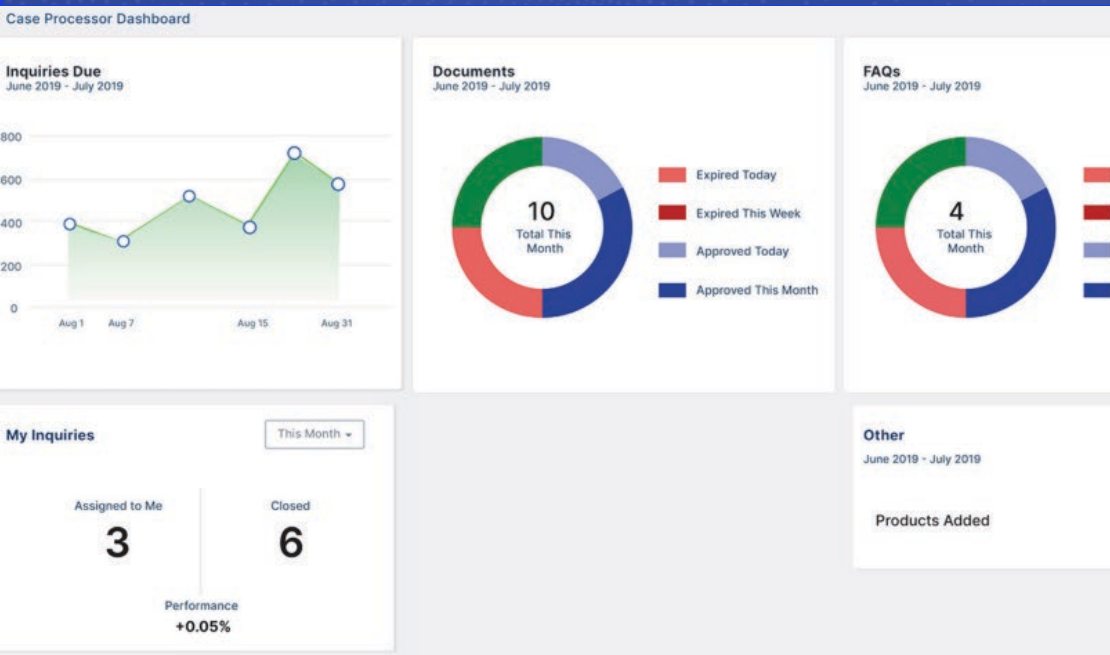 Case Processor Dashboard
Inquiries Due
June 2019 - July 2019
800
600
400
200
0
Aug 1
Aug 7
Aug 15
Aug 31
Documents
June 2019 - July 2019
10
Total This
Month
Expired Today
Expired This Week
Approved Today
Approved This Month
FAQs
June 2019 - July 2019
4
Total This
Month
My Inquiries
This Month
Assigned to Me
3
Closed
6
Performance
+0.05%
Other
June 2019 - July 2019
Products Added